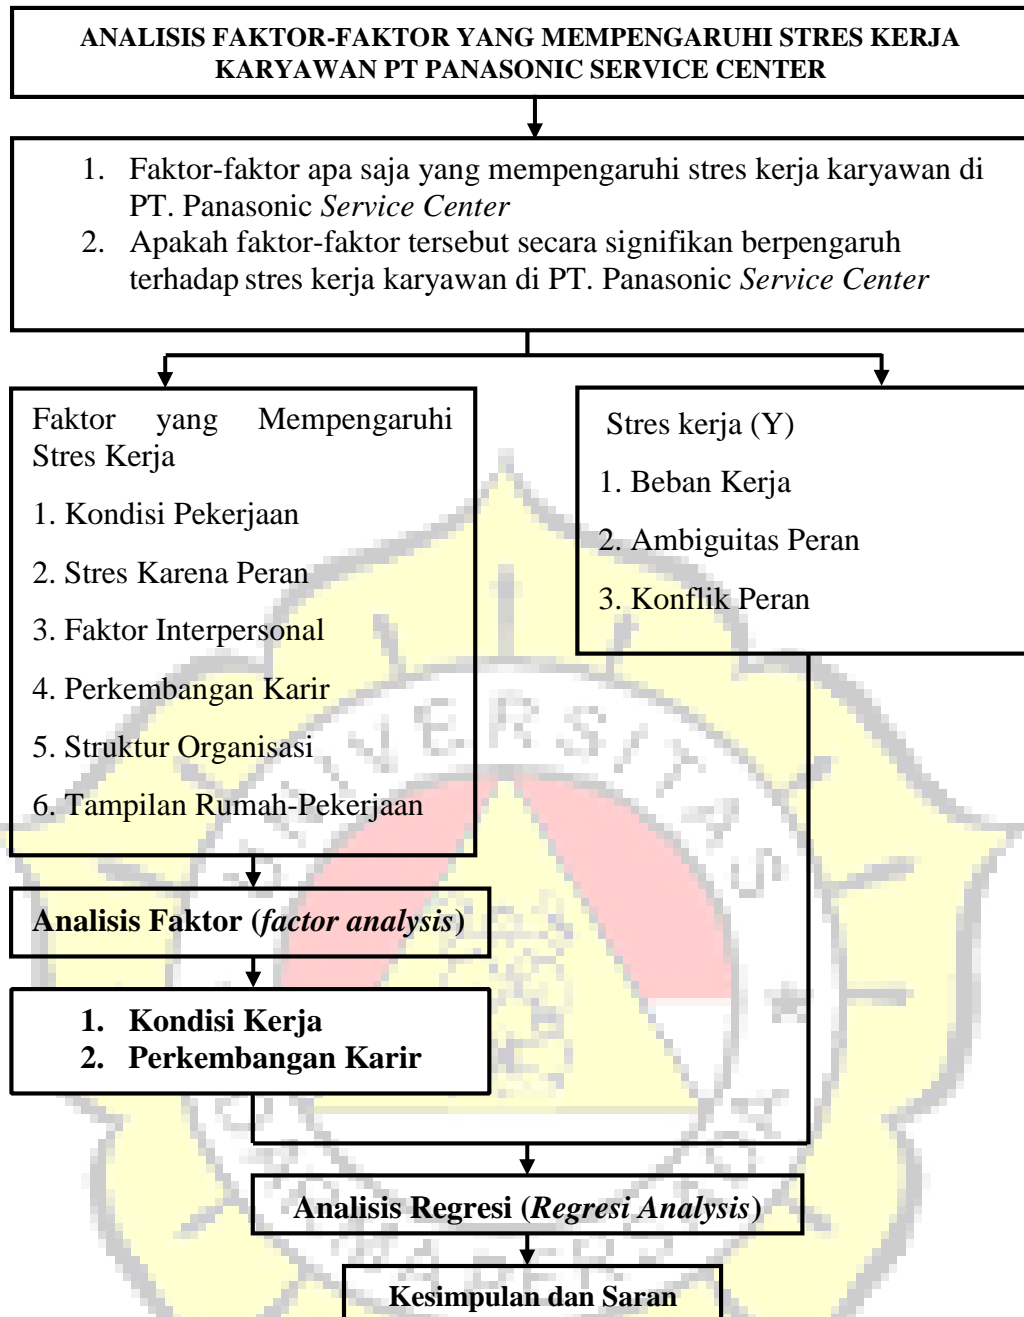 ANALISIS FAKTOR-FAKTOR YANG MEMPENGARUHI STRES KERJA
KARYAWAN PT PANASONIC SERVICE CENTER
1. Faktor-faktor apa saja yang mempengaruhi stres kerja karyawan di
PT. Panasonic Service Center
2. Apakah faktor-faktor tersebut secara signifikan berpengaruh
terhadap stres kerja karyawan di PT. Panasonic Service Center
Faktor yang Mempengaruhi
Stres Kerja
1. Kondisi Pekerjaan
2. Stres Karena Peran
3. Faktor Interpersonal
4. Perkembangan Karir
5. Struktur Organisasi
6. Tampilan Rumah-Pekerjaan
Stres kerja (Y)
1. Beban Kerja
2. Ambiguitas Peran
3. Konflik Peran
Analisis Faktor (factor analysis)
1. Kondisi Kerja
2. Perkembangan Karir
Analisis Regresi (Regresi Analysis)
Kesimpulan dan Saran
UNIVERSITAS